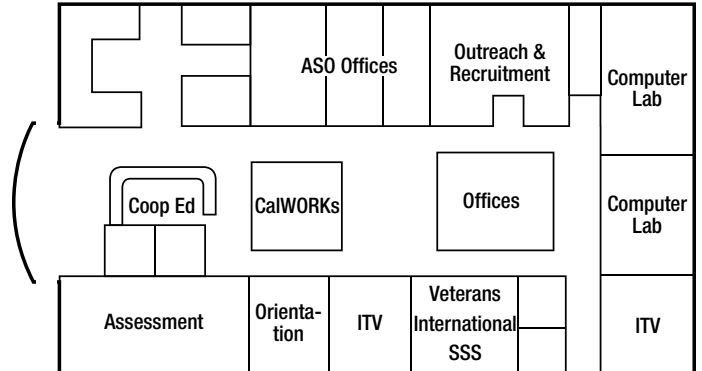 ASO Offices
Outreach &
Recruitment
Computer
Lab
Coop Ed
CalWORKs
Offices
Computer
Lab
Assessment
Orienta-
tion
ITV
Veterans
International
SSS
ITV